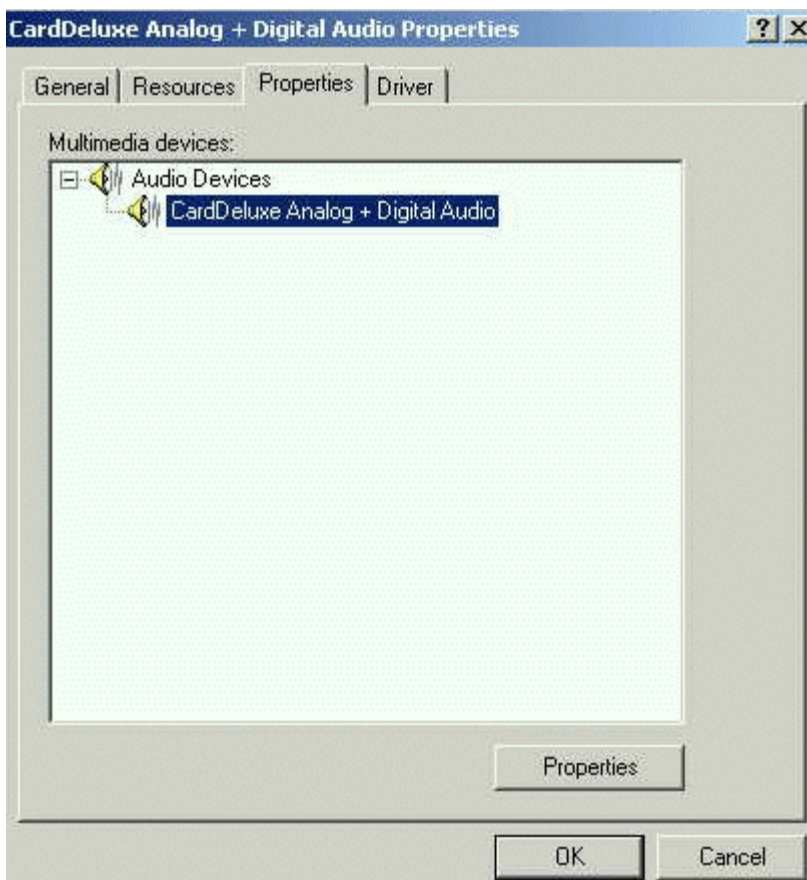 CardDeluxe Analog + Digital Audio Properties
General Resources Properties Driver
Multimedia devices:
Audio Devices
CardDeluxe Analog + Digital Audio
Properties
OK Cancel